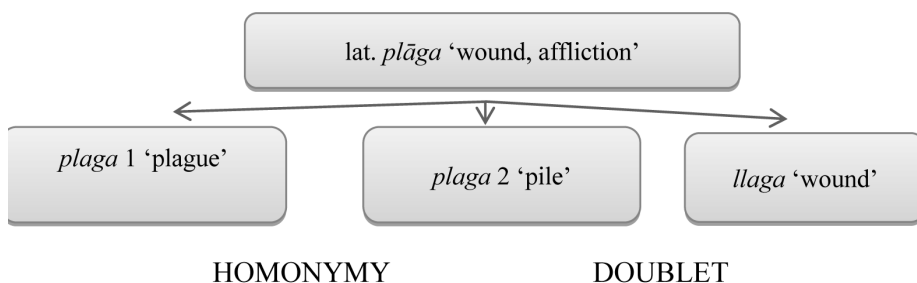 lat. plāga ‘wound, affliction’
plaga 1 ‘plague’
plaga 2 ‘pile’
llaga ‘wound’
HOMONYMY
DOUBLET